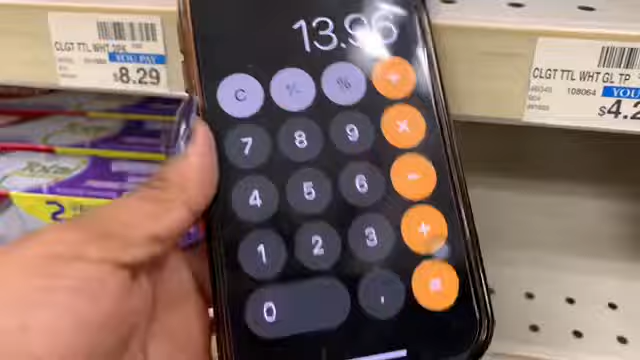 CLGT TTL WHT 2PK
YOU PAY
$8.29
13.96
C
%
7 8 9 ×
4 5 6 −
1 2 3 +
0 , =
CLGT TTL WHT GL TP
108064
YOU
$4.2
2